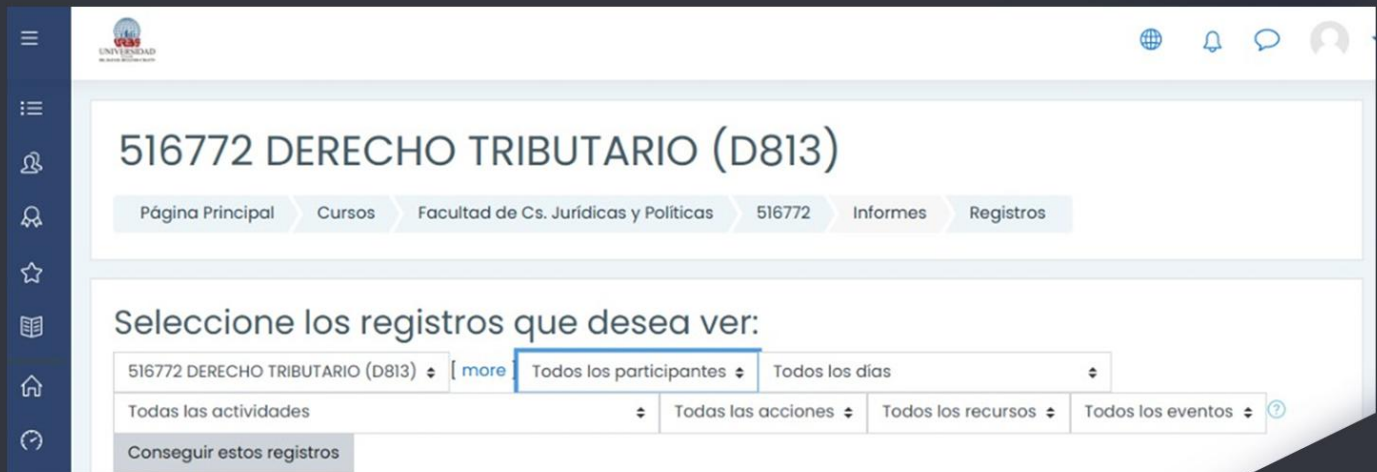 UNIVERSIDAD
516772 DERECHO TRIBUTARIO (D813)
Página Principal Cursos Facultad de Cs. Jurídicas y Políticas 516772 Informes Registros
Seleccione los registros que desea ver:
516772 DERECHO TRIBUTARIO (D813) [ more ] Todos los participantes Todos los días
Todas las actividades Todas las acciones Todos los recursos Todos los eventos ?
Conseguir estos registros